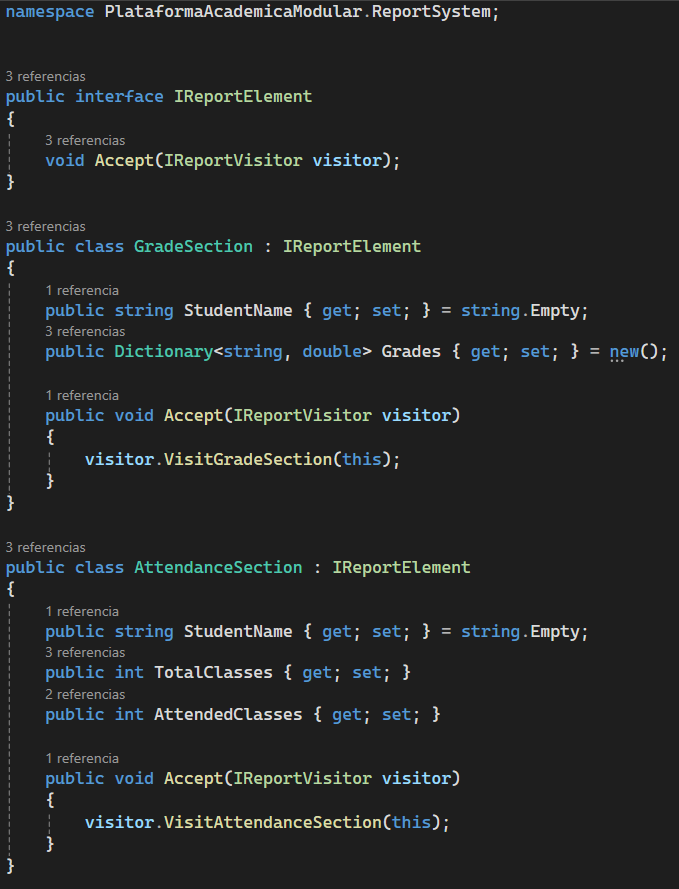 namespace PlataformaAcademicaModular.ReportSystem;
3 referencias
public interface IReportElement
{
3 referencias
void Accept(IReportVisitor visitor);
}
3 referencias
public class GradeSection : IReportElement
{
1 referencia
public string StudentName { get; set; } = string.Empty;
3 referencias
public Dictionary<string, double> Grades { get; set; } = new();
1 referencia
public void Accept(IReportVisitor visitor)
{
visitor.VisitGradeSection(this);
}
}
3 referencias
public class AttendanceSection : IReportElement
{
1 referencia
public string StudentName { get; set; } = string.Empty;
3 referencias
public int TotalClasses { get; set; }
2 referencias
public int AttendedClasses { get; set; }
1 referencia
public void Accept(IReportVisitor visitor)
{
visitor.VisitAttendanceSection(this);
}
}